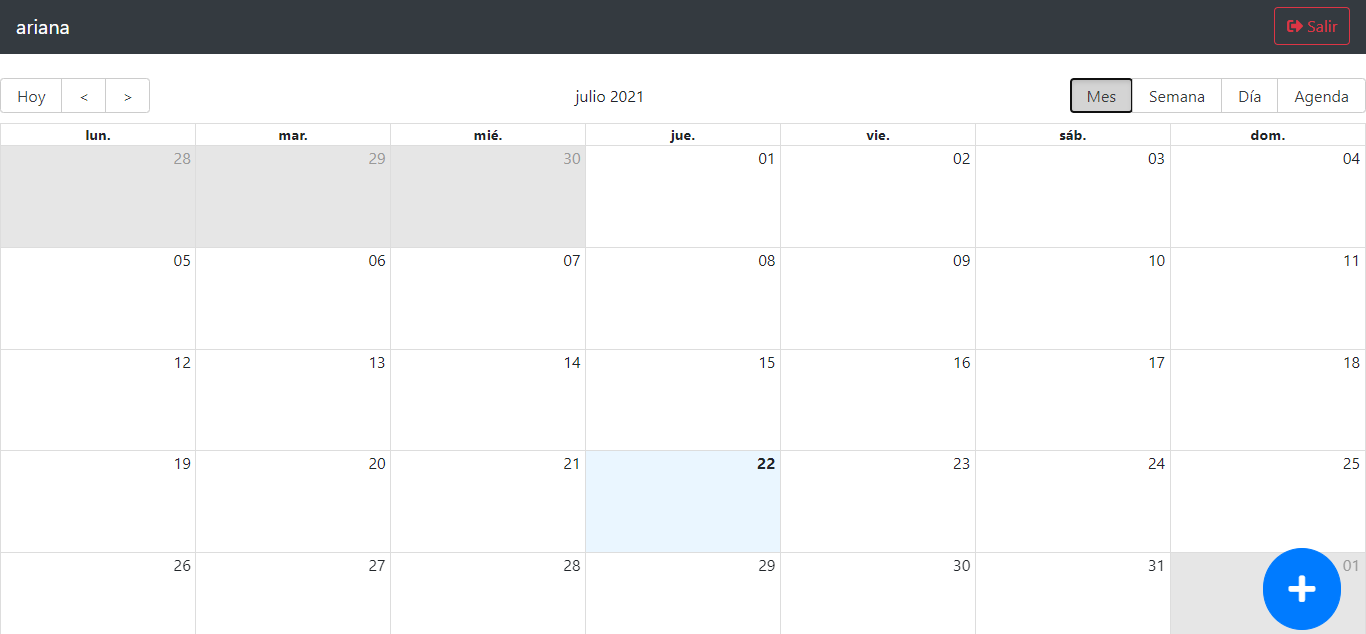 ariana Salir
Hoy < > julio 2021 Mes Semana Día Agenda
lun. mar. mié. jue. vie. sáb. dom.
28 29 30 01 02 03 04
05 06 07 08 09 10 11
12 13 14 15 16 17 18
19 20 21 22 23 24 25
26 27 28 29 30 31 01